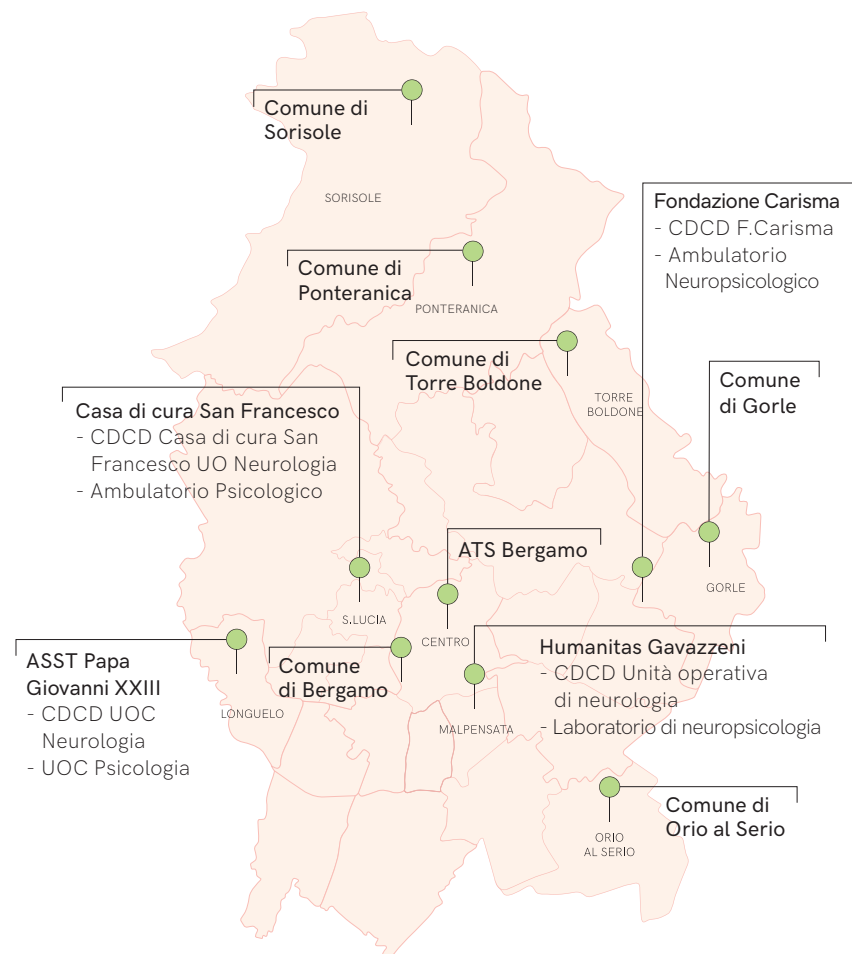 Comune di
Sorisole
SORISOLE
Fondazione Carisma
- CDCD F.Carisma
- Ambulatorio
Neuropsicologico
Comune di
Ponteranica
PONTERANICA
Comune di
Torre Boldone
TORRE
BOLDONE
Comune
di Gorle
GORLE
Casa di cura San Francesco
- CDCD Casa di cura San
Francesco UO Neurologia
- Ambulatorio Psicologico
S.LUCIA
ATS Bergamo
CENTRO
ASST Papa
Giovanni XXIII
- CDCD UOC
Neurologia
- UOC Psicologia
LONGUELO
Comune
di Bergamo
Humanitas Gavazzeni
- CDCD Unità operativa
di neurologia
- Laboratorio di neuropsicologia
MALPENSATA
Comune di
Orio al Serio
ORIO
AL SERIO